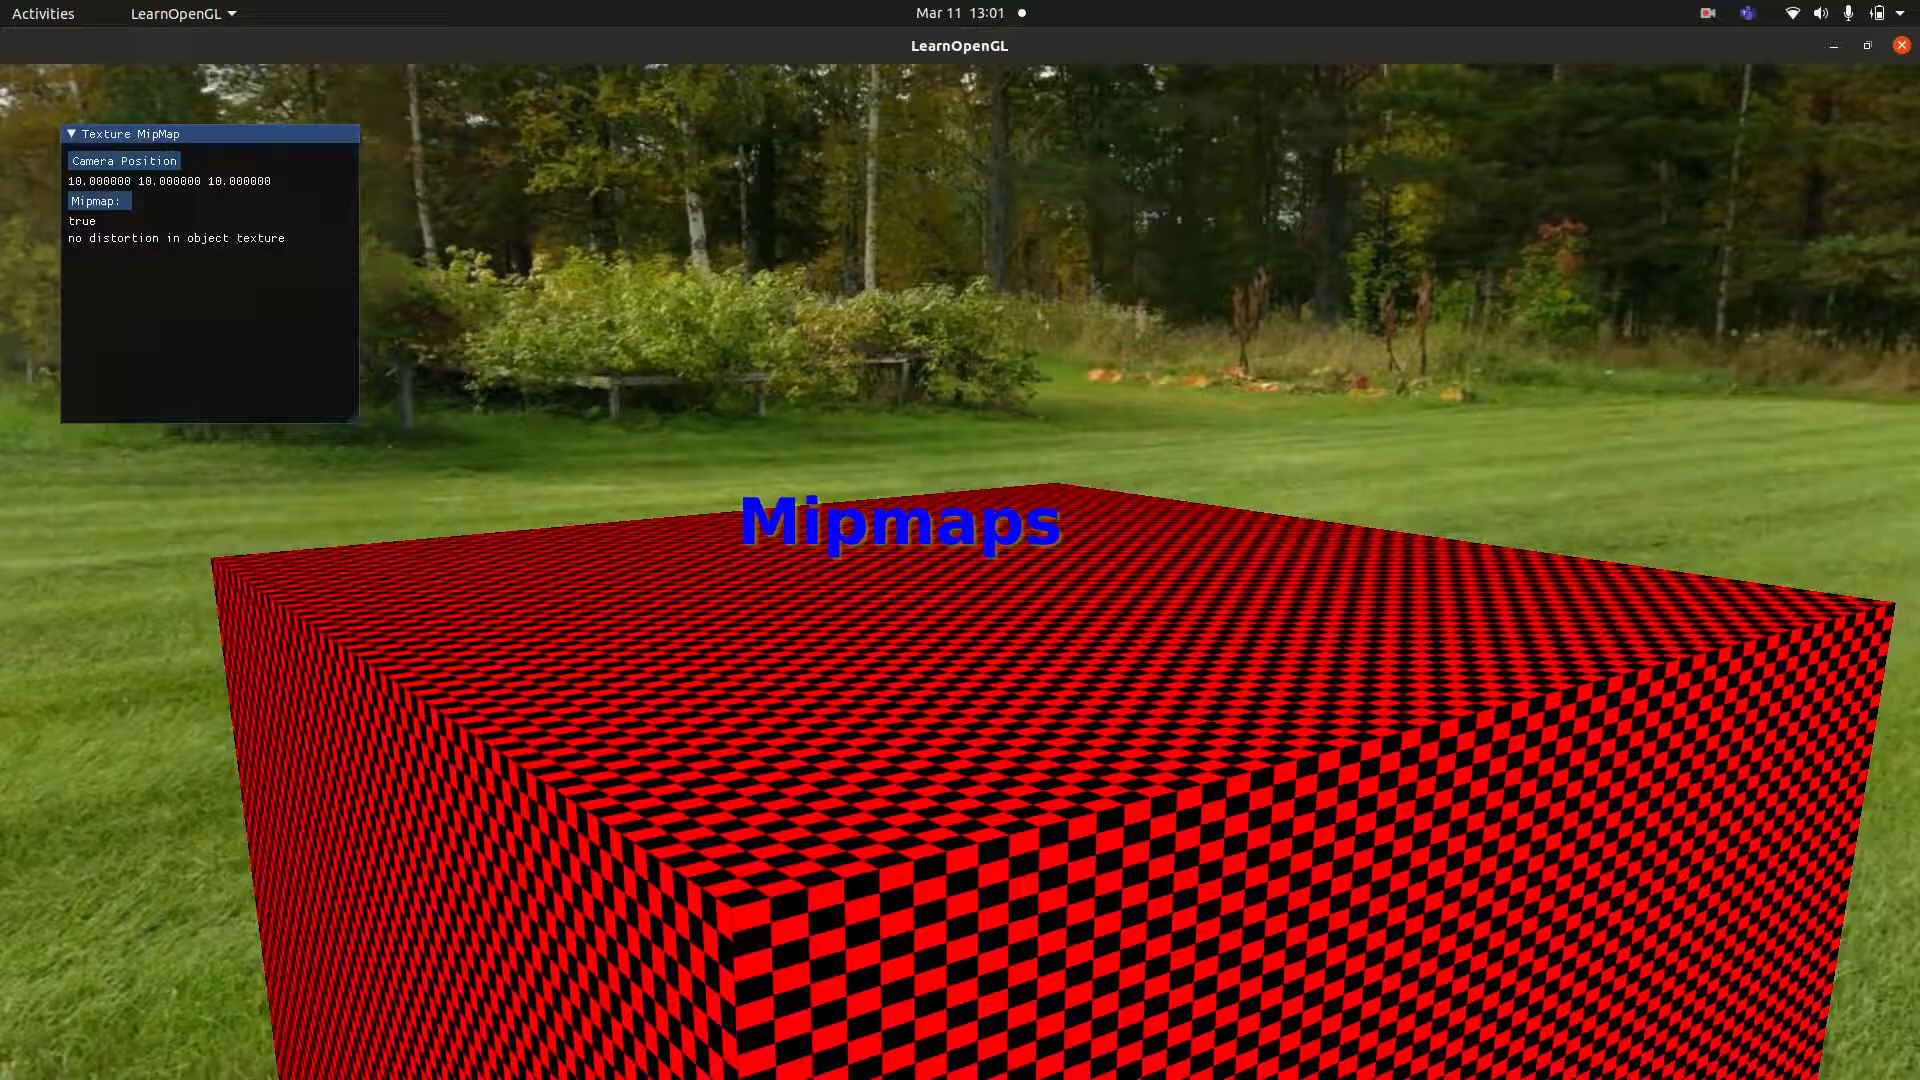 Activities
LearnOpenGL
Mar 11 13:01
LearnOpenGL
Texture MipMap
Camera Position
10.000000 10.000000 10.000000
Mipmap:
true
no distortion in object texture
Mipmaps